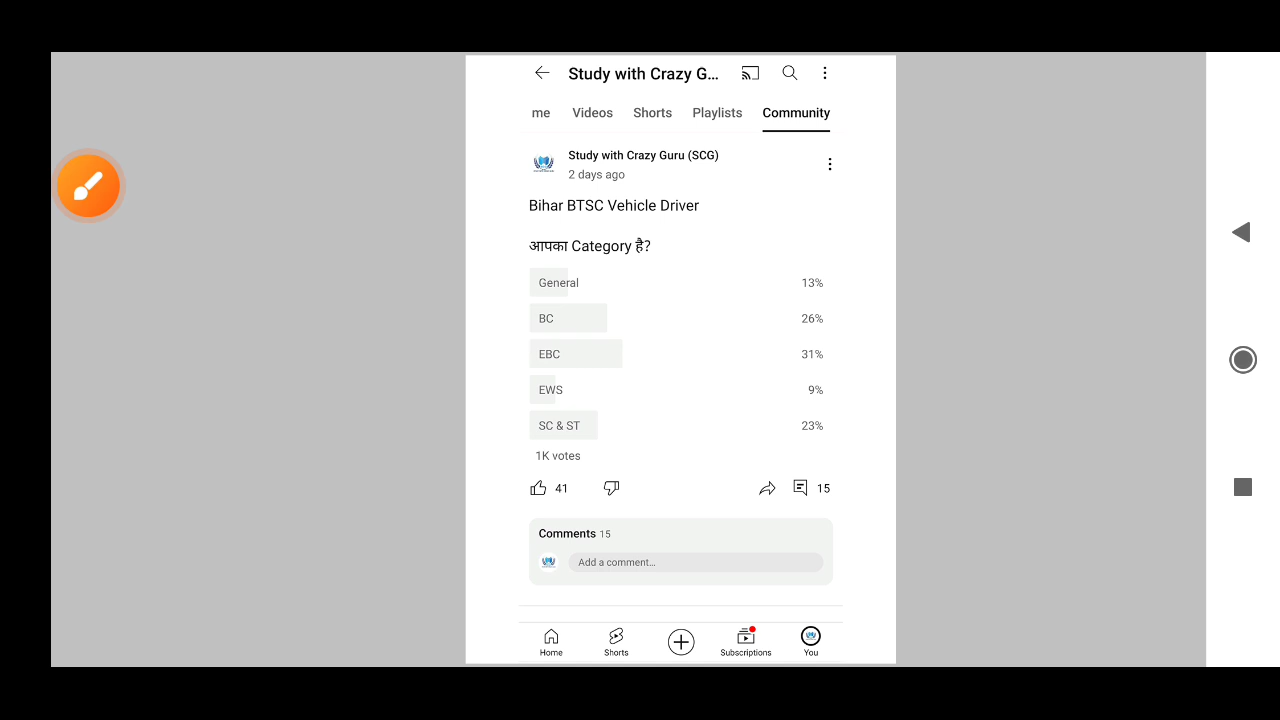 Study with Crazy G...
me Videos Shorts Playlists Community
Study with Crazy Guru (SCG)
2 days ago
Bihar BTSC Vehicle Driver
आपका Category है?
General 13%
BC 26%
EBC 31%
EWS 9%
SC & ST 23%
1K votes
41 15
Comments 15
Add a comment...
Home Shorts Subscriptions You